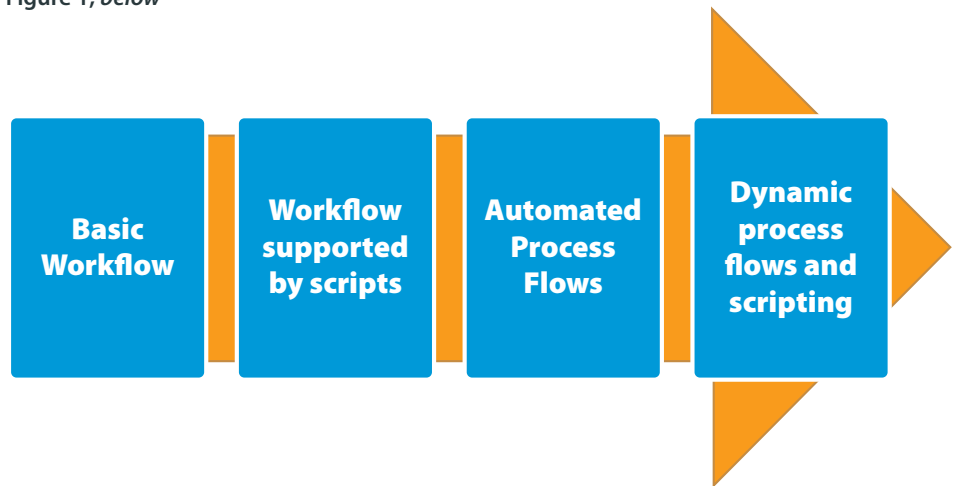 Figure 1, below
Basic
Workflow
Workflow
supported
by scripts
Automated
Process
Flows
Dynamic
process
flows and
scripting